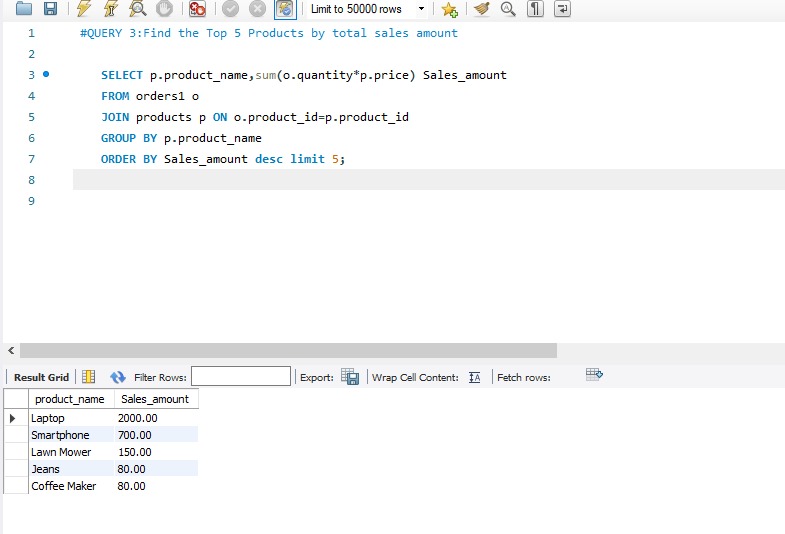 Limit to 50000 rows
1 #QUERY 3:Find the Top 5 Products by total sales amount
2
3 SELECT p.product_name,sum(o.quantity*p.price) Sales_amount
4 FROM orders1 o
5 JOIN products p ON o.product_id=p.product_id
6 GROUP BY p.product_name
7 ORDER BY Sales_amount desc limit 5;
8
9
Result Grid Filter Rows: Export: Wrap Cell Content: IA Fetch rows:
product_name Sales_amount
Laptop 2000.00
Smartphone 700.00
Lawn Mower 150.00
Jeans 80.00
Coffee Maker 80.00